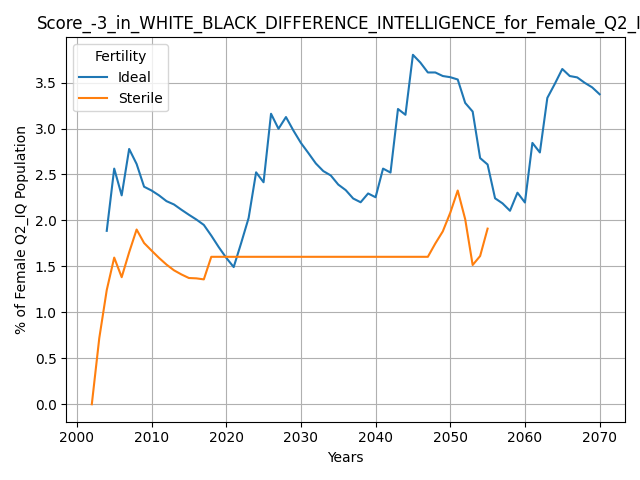 Score_-3_in_WHITE_BLACK_DIFFERENCE_INTELLIGENCE_for_Female_Q2_I
Fertility
Ideal
Sterile
% of Female Q2_IQ Population
3.5
3.0
2.5
2.0
1.5
1.0
0.5
0.0
2000 2010 2020 2030 2040 2050 2060 2070
Years